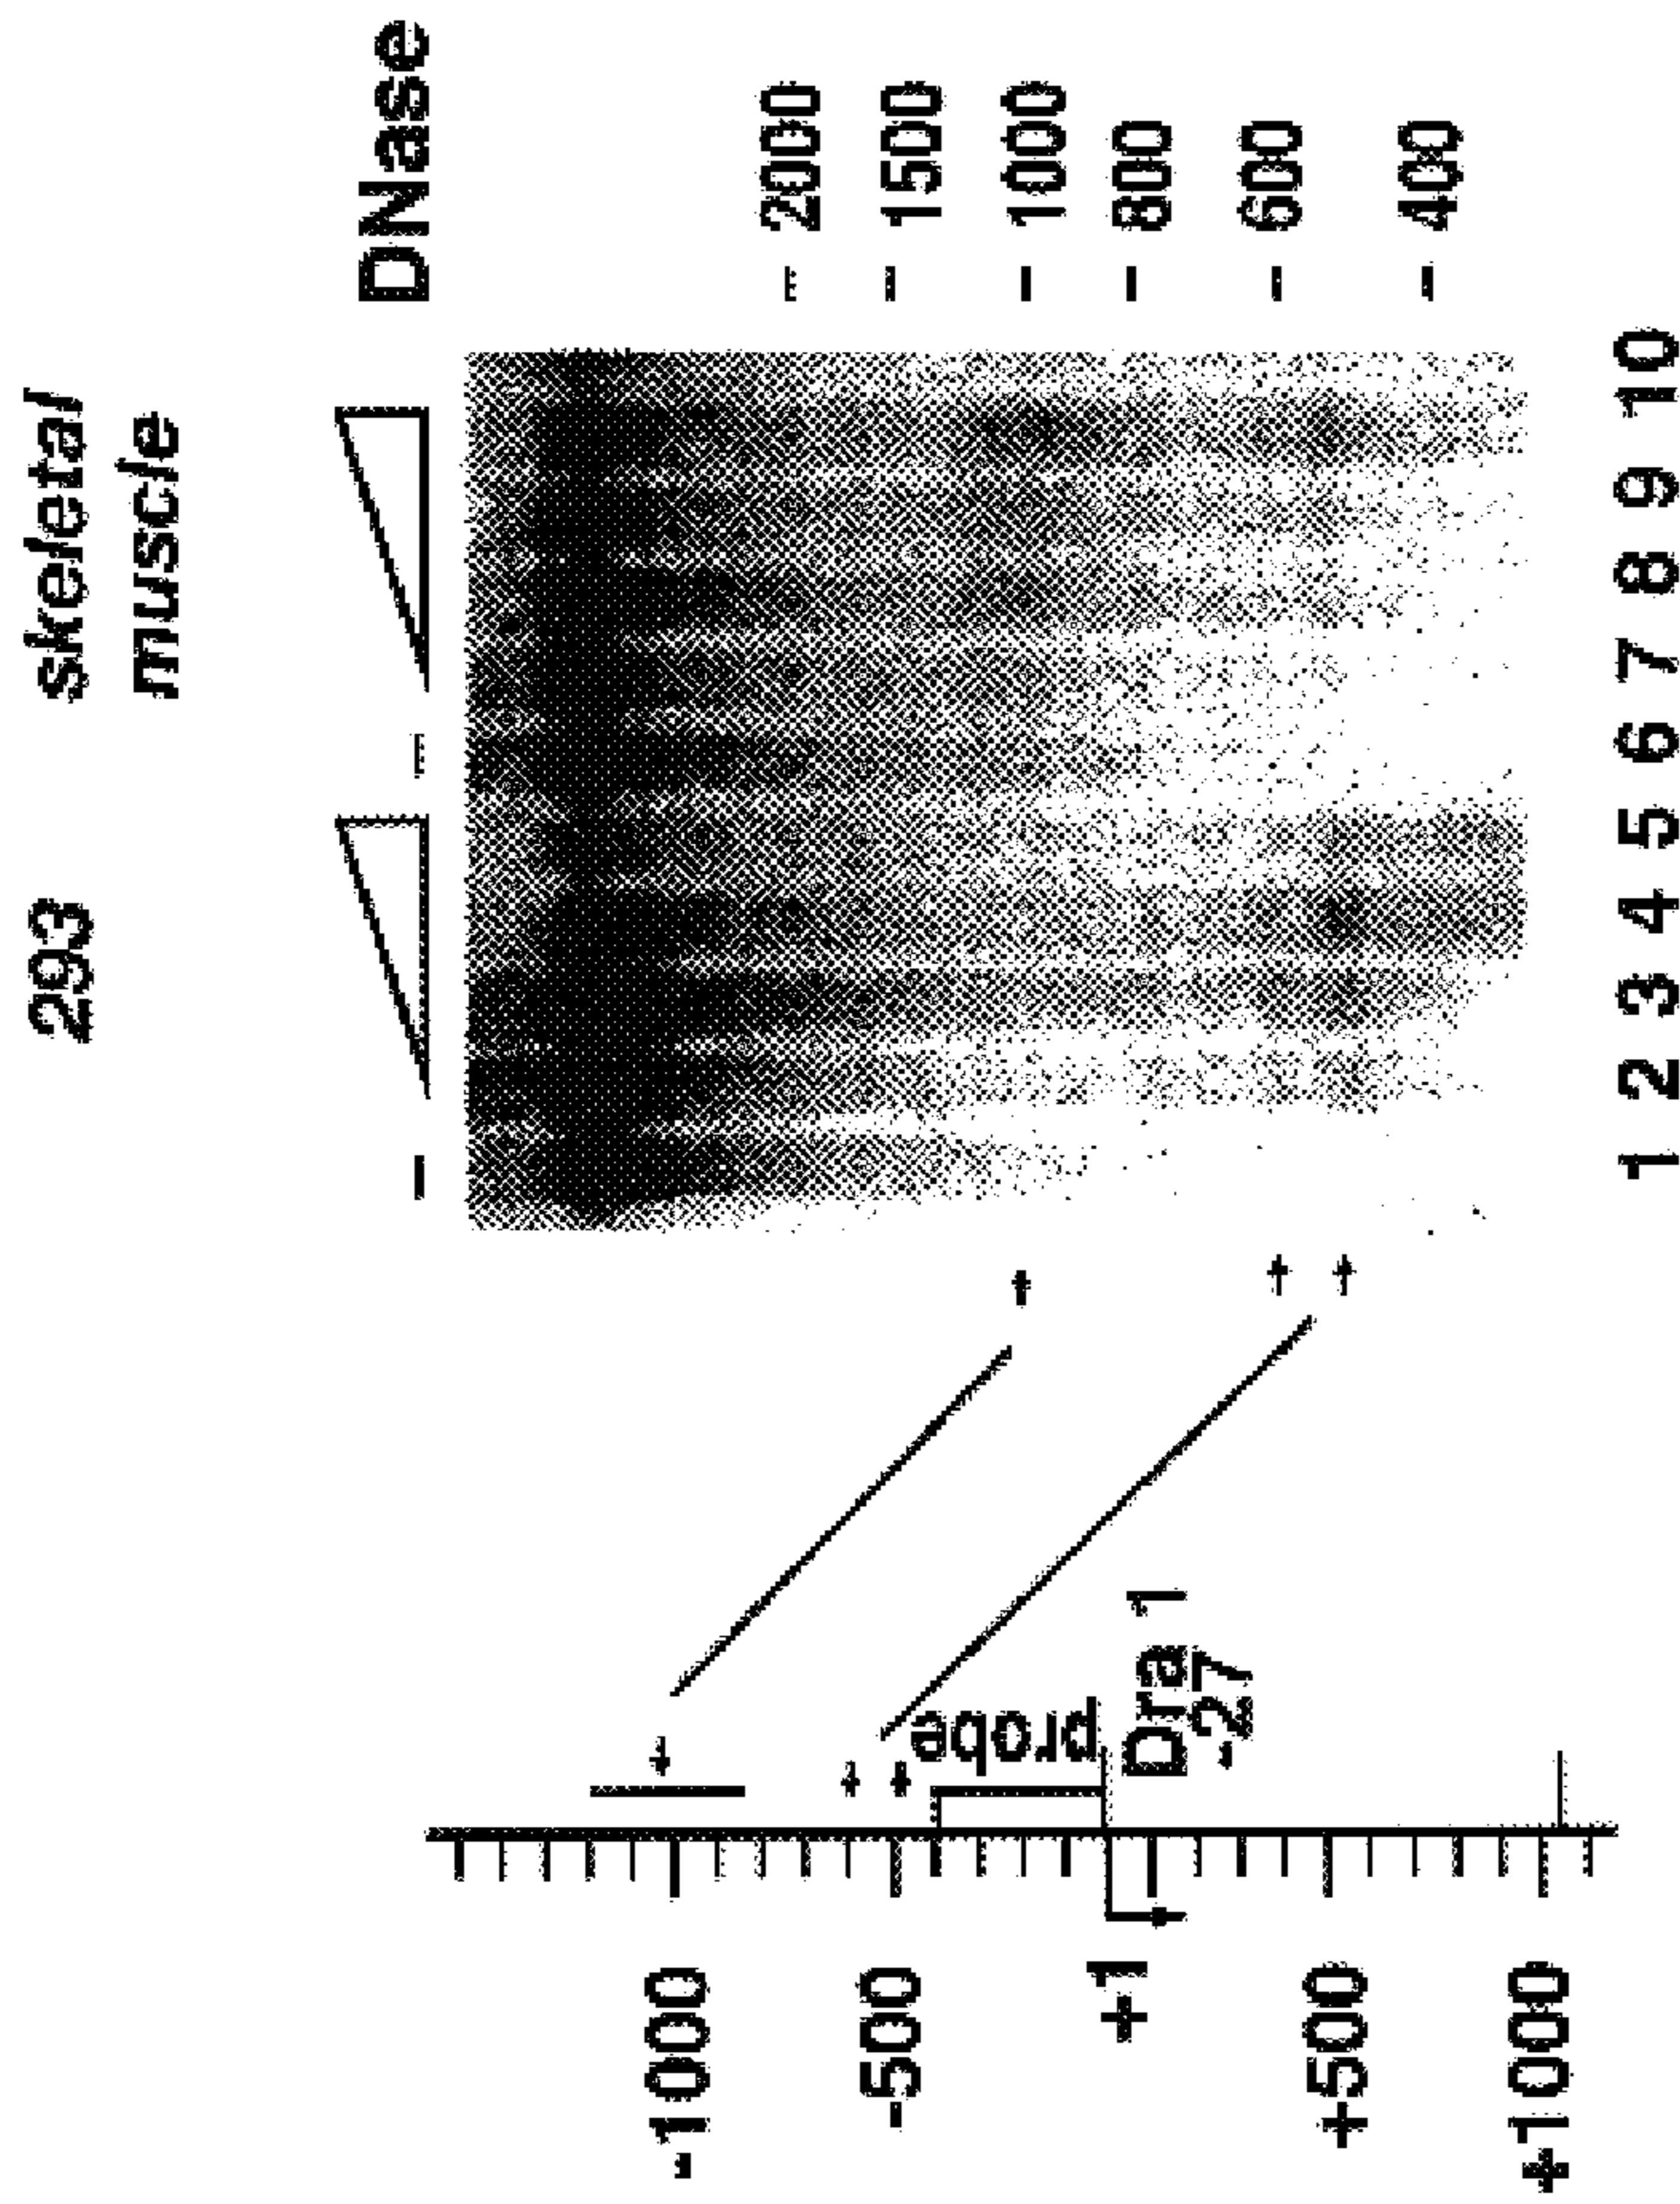 293 skeletal
muscle
- - DNase
-1000
-500
+1
+500
+1000
probe
Dra 1
-27
- 2000
- 1500
- 1000
- 800
- 600
- 400
1 2 3 4 5 6 7 8 9 10